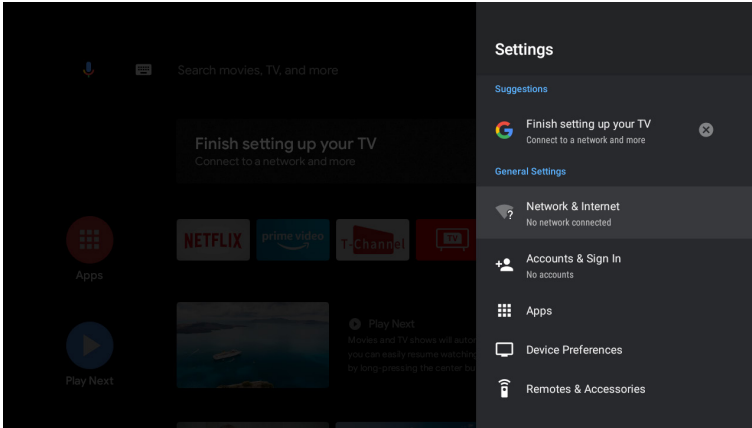 Search movies, TV, and more
Finish setting up your TV
Connect to a network and more
Apps
NETFLIX
prime video
T-Channel
TV
Play Next
Play Next
Movies and TV shows will auto
you can easily resume watching
by long-pressing the center bu
Settings
Suggestions
Finish setting up your TV
Connect to a network and more
General Settings
Network & Internet
No network connected
Accounts & Sign In
No accounts
Apps
Device Preferences
Remotes & Accessories